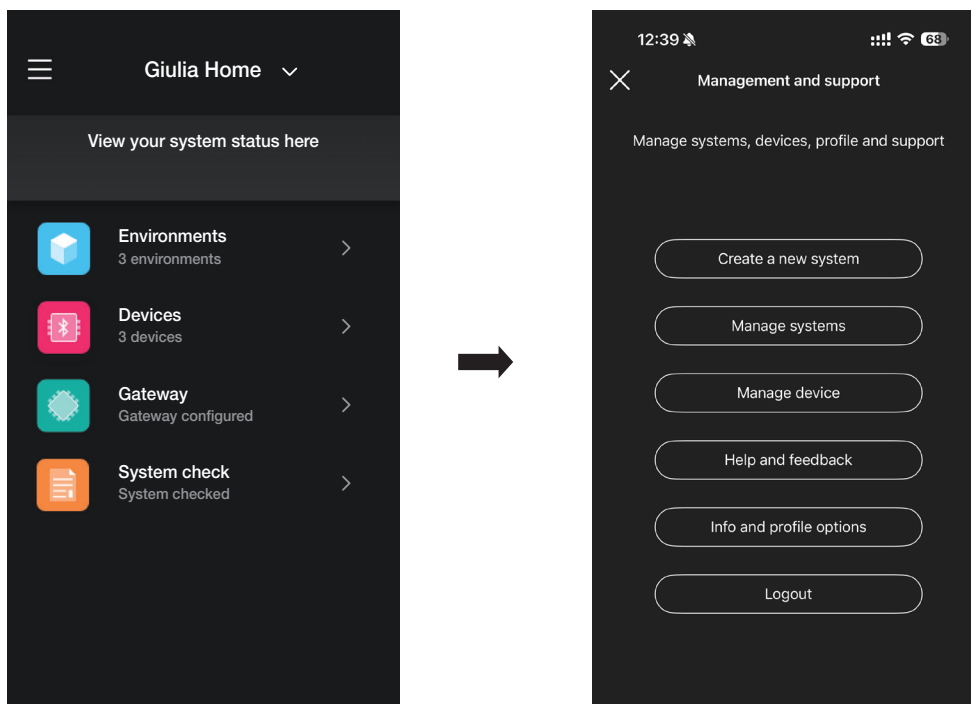 Giulia Home
View your system status here
Environments
3 environments
Devices
3 devices
Gateway
Gateway configured
System check
System checked
12:39
68
Management and support
Manage systems, devices, profile and support
Create a new system
Manage systems
Manage device
Help and feedback
Info and profile options
Logout